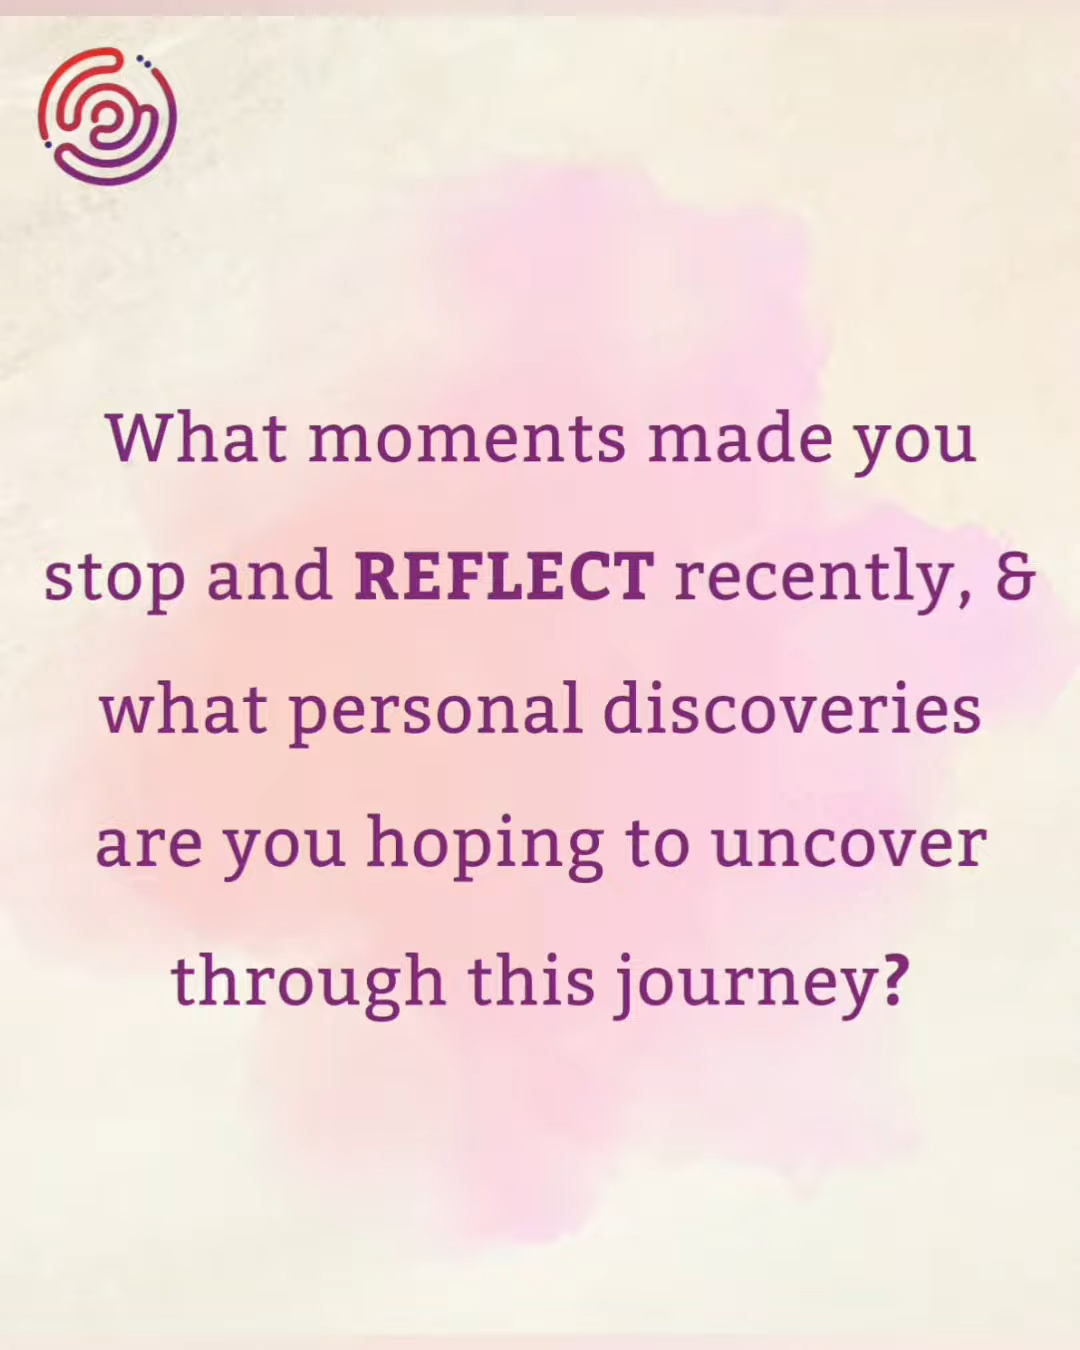 What moments made you
stop and REFLECT recently, &
what personal discoveries
are you hoping to uncover
through this journey?